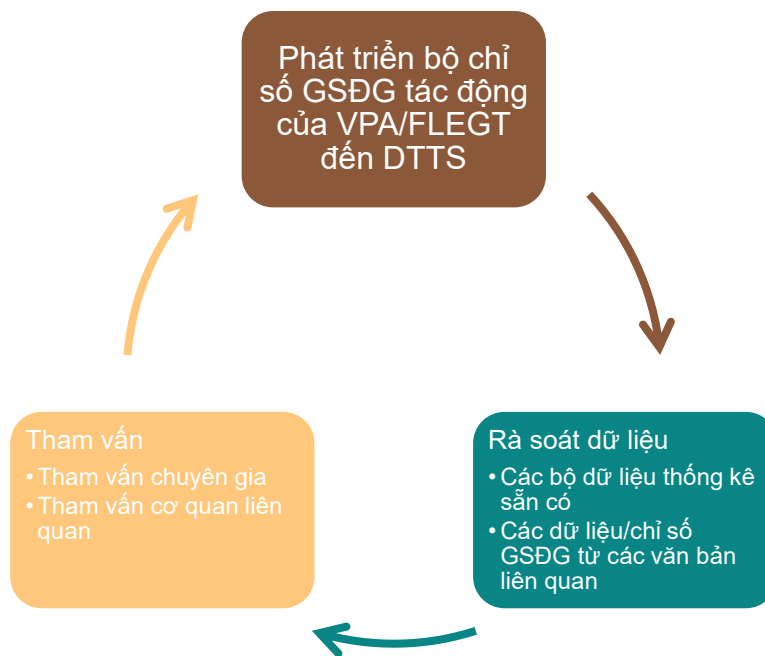 Phát triển bộ chỉ
số GSĐG tác động
của VPA/FLEGT
đến DTTS
Tham vấn
• Tham vấn chuyên gia
• Tham vấn cơ quan liên
quan
Rà soát dữ liệu
• Các bộ dữ liệu thống kê
sẵn có
• Các dữ liệu/chỉ số
GSĐG từ các văn bản
liên quan